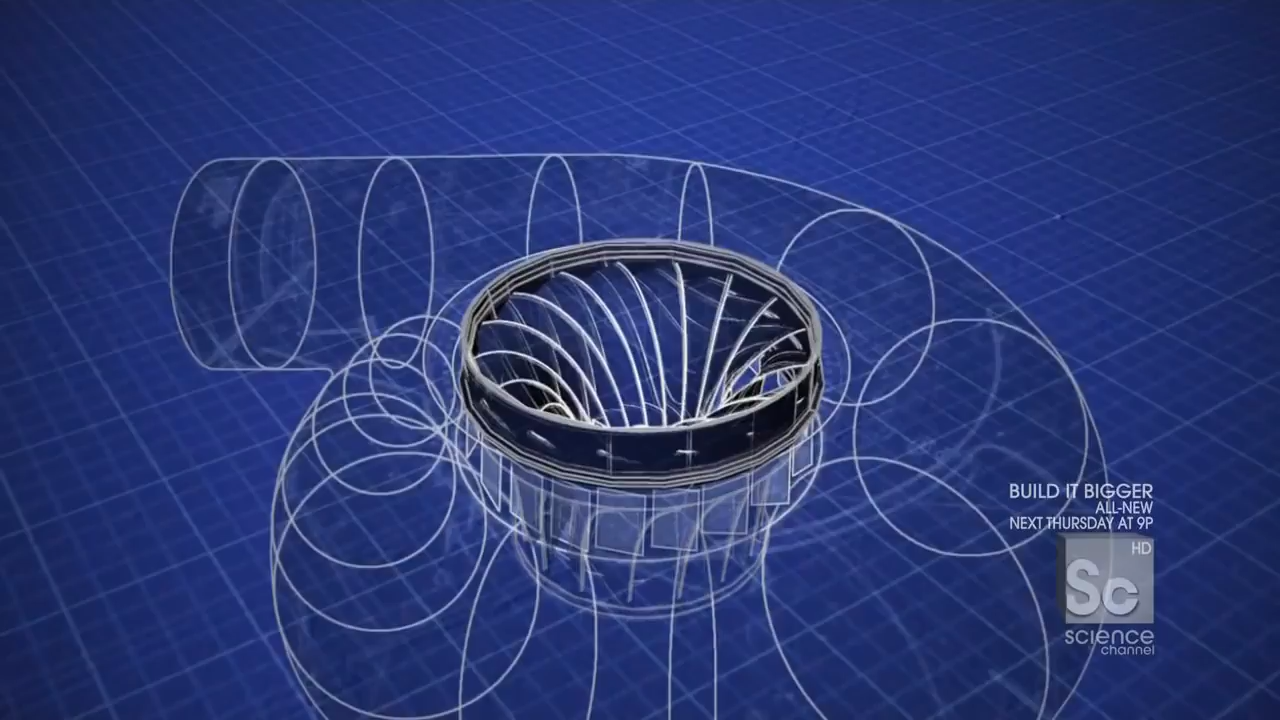 BUILD IT BIGGER
ALL-NEW
NEXT THURSDAY AT 9P
HD
Sc
science
channel